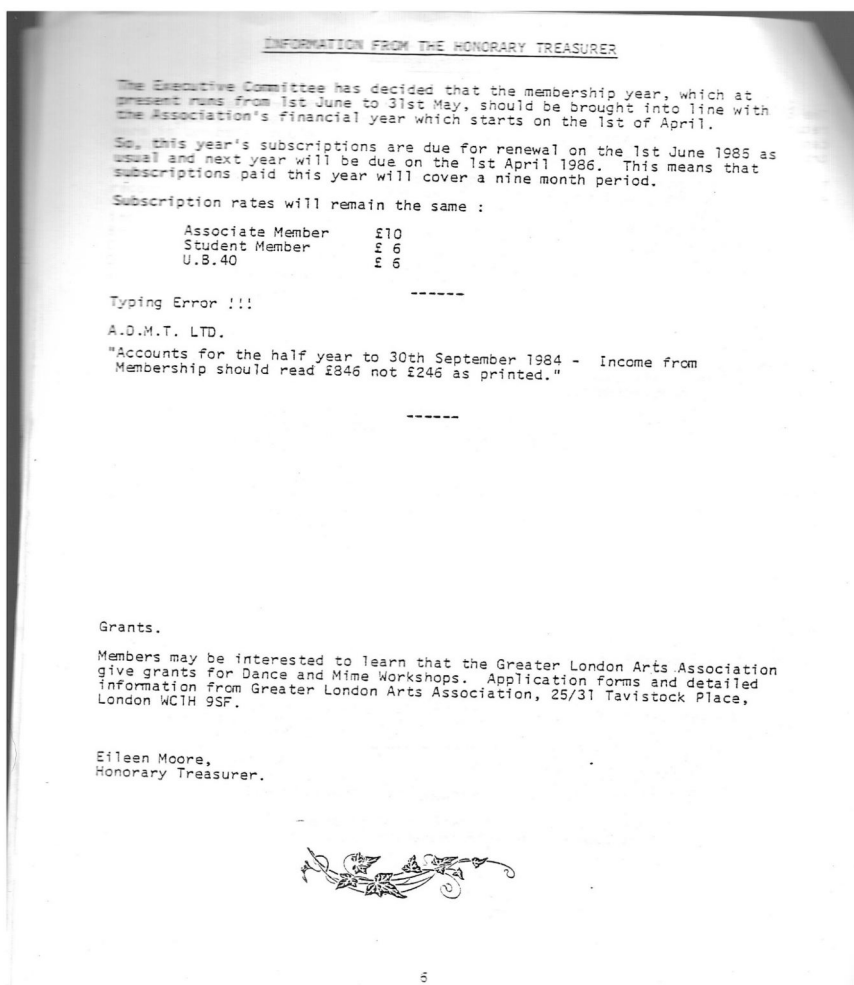 INFORMATION FROM THE HONORARY TREASURER
The Executive Committee has decided that the membership year, which at
present runs from 1st June to 31st May, should be brought into line with
the Association's financial year which starts on the 1st of April.
So, this year's subscriptions are due for renewal on the 1st June 1985 as
usual and next year will be due on the 1st April 1986.  This means that
subscriptions paid this year will cover a nine month period.
Subscription rates will remain the same :
Associate Member £10
Student Member £ 6
U.B.40 £ 6
------
Typing Error !!!
A.D.M.T. LTD.
"Accounts for the half year to 30th September 1984 -  Income from
Membership should read £846 not £246 as printed."
------
Grants.
Members may be interested to learn that the Greater London Arts Association
give grants for Dance and Mime Workshops.  Application forms and detailed
information from Greater London Arts Association, 25/31 Tavistock Place,
London WC1H 9SF.
Eileen Moore,
Honorary Treasurer.
6